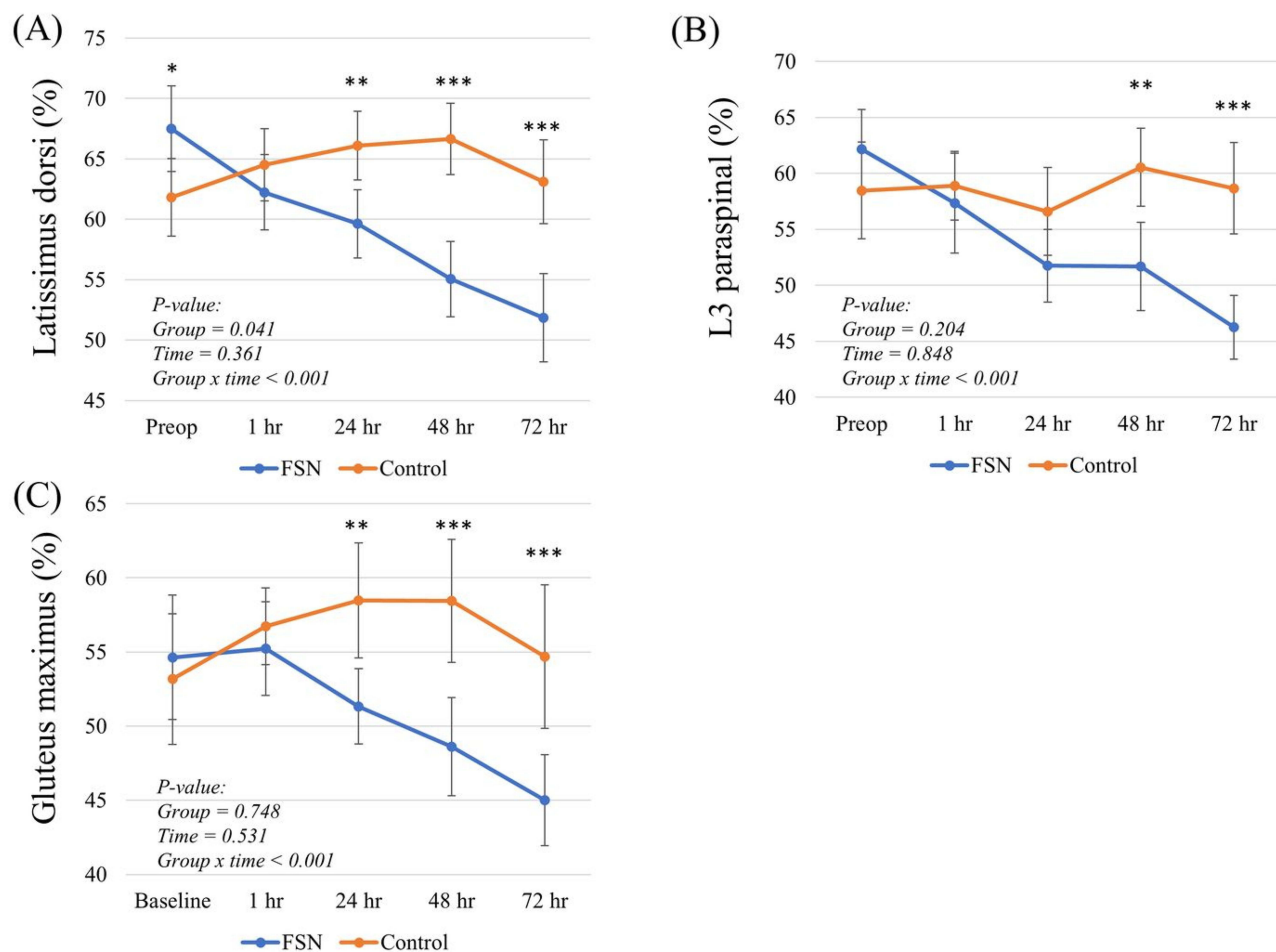 (A)
Latissimus dorsi (%)
75
70
65
60
55
50
45
*
**
***
***
P-value:
Group = 0.041
Time = 0.361
Group x time < 0.001
Preop 1 hr 24 hr 48 hr 72 hr
FSN Control
(B)
L3 paraspinal (%)
70
65
60
55
50
45
40
**
***
P-value:
Group = 0.204
Time = 0.848
Group x time < 0.001
Preop 1 hr 24 hr 48 hr 72 hr
FSN Control
(C)
Gluteus maximus (%)
65
60
55
50
45
40
**
***
***
P-value:
Group = 0.748
Time = 0.531
Group x time < 0.001
Baseline 1 hr 24 hr 48 hr 72 hr
FSN Control